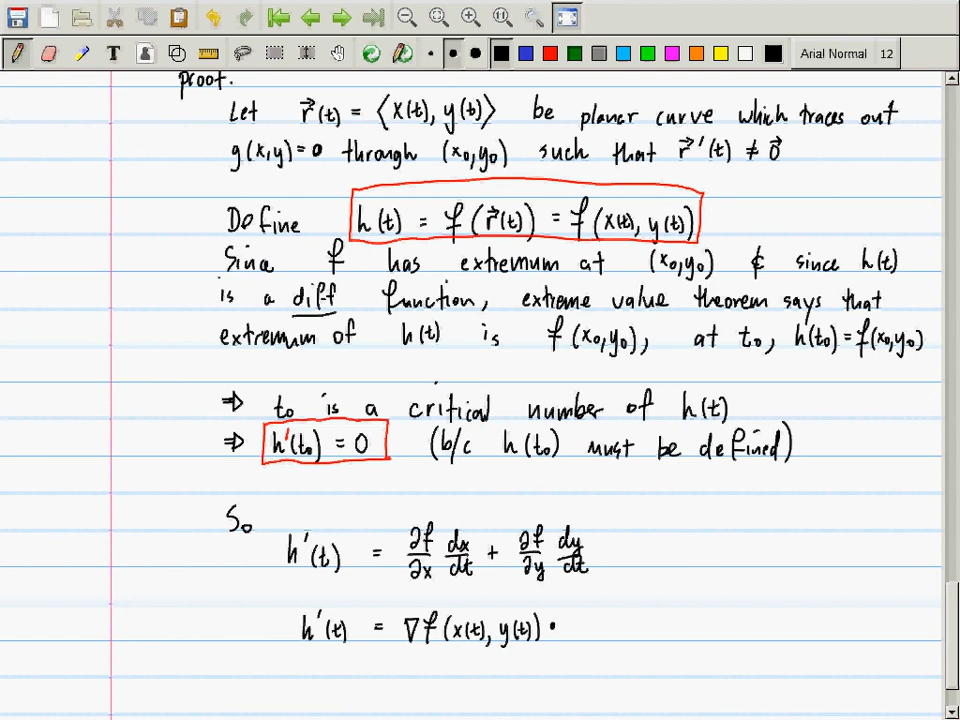 Arial Normal 12
proof.
Let r⃗(t) = ⟨x(t), y(t)⟩ be planar curve which traces out
g(x,y)=0 through (x₀,y₀) such that r⃗'(t) ≠ 0⃗
Define h(t) = f(r⃗(t)) = f(x(t), y(t))
Since f has extremum at (x₀,y₀) & since h(t)
is a diff function, extreme value theorem says that
extremum of h(t) is f(x₀,y₀), at t₀, h(t₀)=f(x₀,y₀)
⇒ t₀ is a critical number of h(t)
⇒ h'(t₀) = 0 (b/c h(t₀) must be defined)
So
h'(t) = ∂f/∂x dx/dt + ∂f/∂y dy/dt
h'(t) = ∇f(x(t), y(t)) •